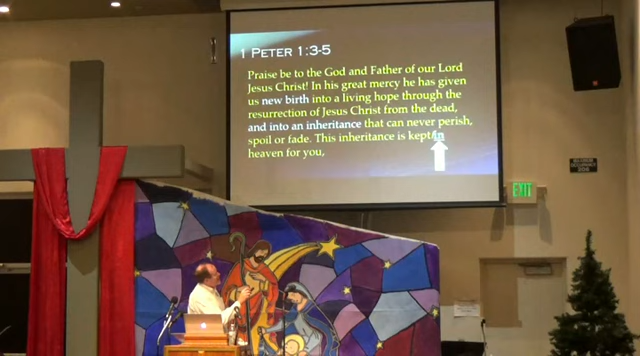 1 PETER 1:3-5
Praise be to the God and Father of our Lord
Jesus Christ! In his great mercy he has given
us new birth into a living hope through the
resurrection of Jesus Christ from the dead,
and into an inheritance that can never perish,
spoil or fade. This inheritance is kept in
heaven for you,
EXIT